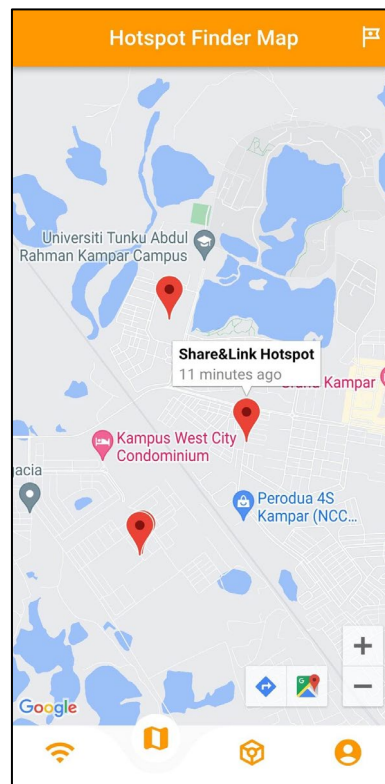 Hotspot Finder Map
Universiti Tunku Abdul
Rahman Kampar Campus
Share&Link Hotspot
11 minutes ago
Kampar
Kampus West City
Condominium
acia
Perodua 4S
Kampar (NCC...
+
−
Google